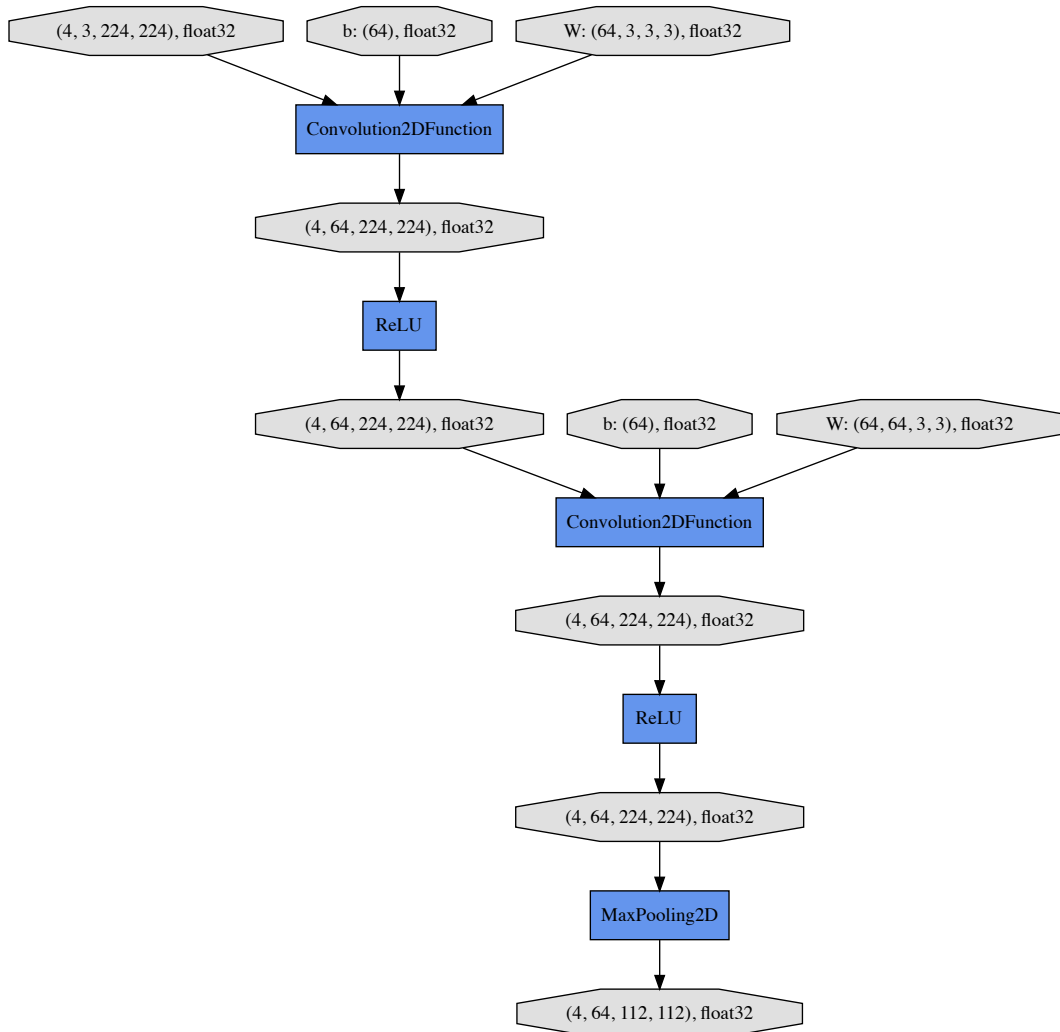 (4, 3, 224, 224), float32
b: (64), float32
W: (64, 3, 3, 3), float32
Convolution2DFunction
(4, 64, 224, 224), float32
ReLU
(4, 64, 224, 224), float32
b: (64), float32
W: (64, 64, 3, 3), float32
Convolution2DFunction
(4, 64, 224, 224), float32
ReLU
(4, 64, 224, 224), float32
MaxPooling2D
(4, 64, 112, 112), float32